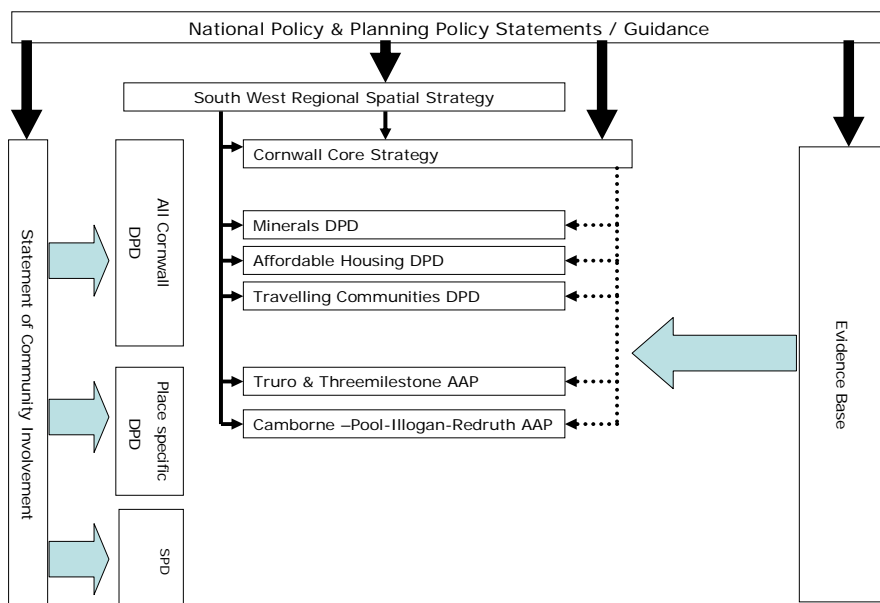 National Policy & Planning Policy Statements / Guidance
South West Regional Spatial Strategy
Cornwall Core Strategy
Minerals DPD
Affordable Housing DPD
Travelling Communities DPD
Truro & Threemilestone AAP
Camborne –Pool-Illogan-Redruth AAP
Statement of Community Involvement
All Cornwall
DPD
Place specific
DPD
SPD
Evidence Base